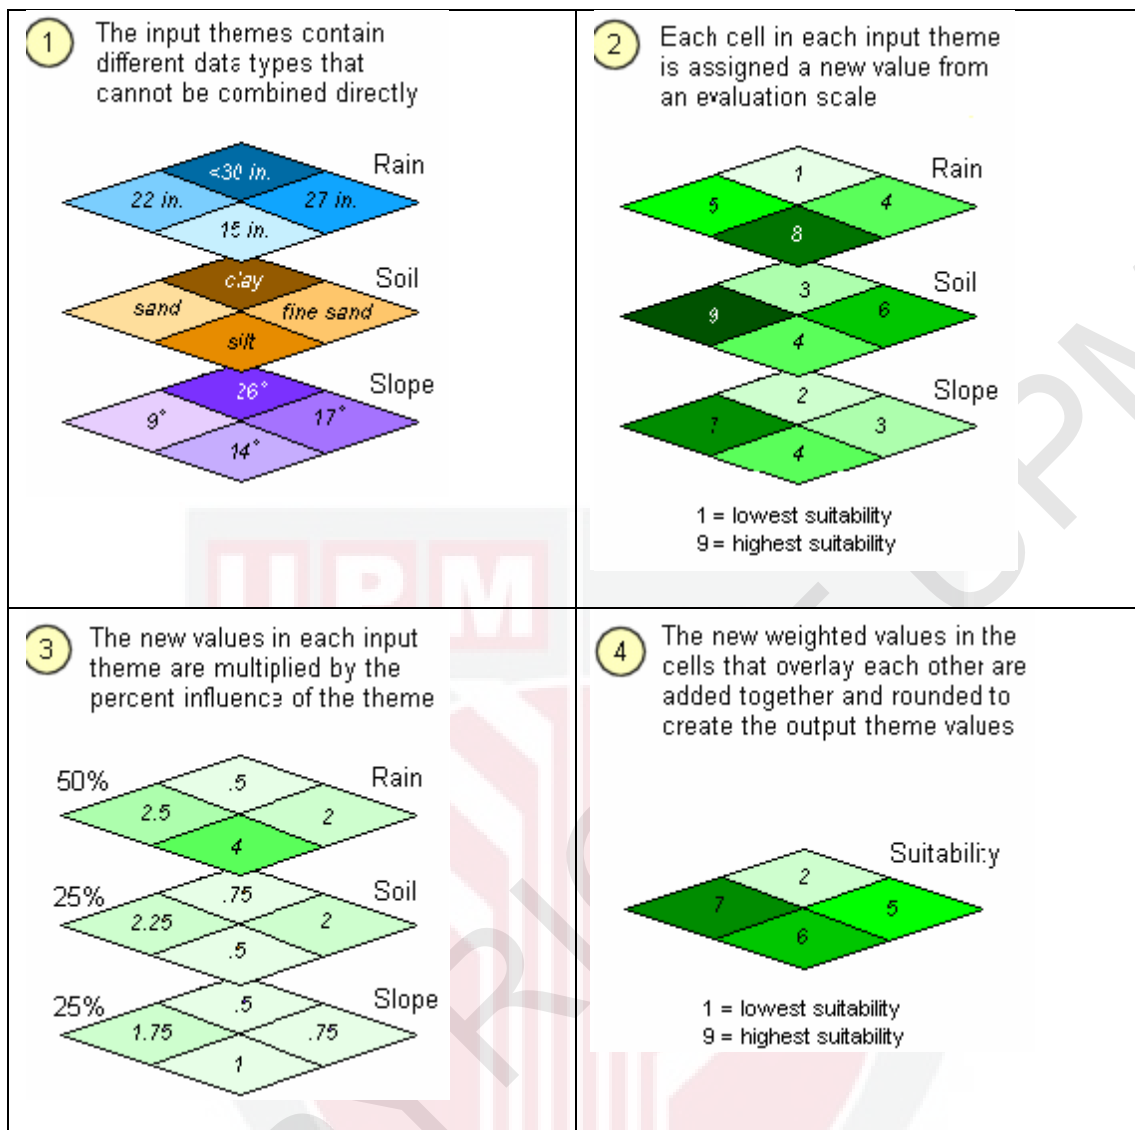 1
The input themes contain
different data types that
cannot be combined directly
Rain
<30 in.
22 in.
27 in.
15 in.
Soil
clay
sand
fine sand
silt
Slope
26°
9°
17°
14°
2
Each cell in each input theme
is assigned a new value from
an evaluation scale
Rain
1
5
4
8
Soil
3
9
6
4
Slope
2
7
3
4
1 = lowest suitability
9 = highest suitability
3
The new values in each input
theme are multiplied by the
percent influence of the theme
50%
Rain
.5
2.5
2
4
25%
Soil
.75
2.25
2
.5
25%
Slope
.5
1.75
.75
1
4
The new weighted values in the
cells that overlay each other are
added together and rounded to
create the output theme values
Suitability
2
7
5
6
1 = lowest suitability
9 = highest suitability
UPM